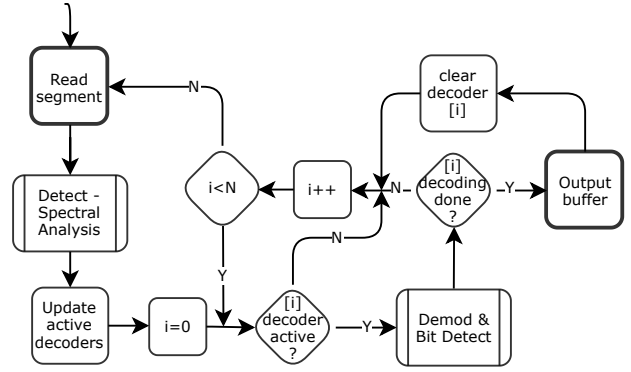 Read
segment
Detect -
Spectral
Analysis
Update
active
decoders
i=0
N
i<N
Y
i++
[i]
decoder
active
?
N
Y
Demod &
Bit Detect
[i]
decoding
done
?
N
Y
Output
buffer
clear
decoder
[i]